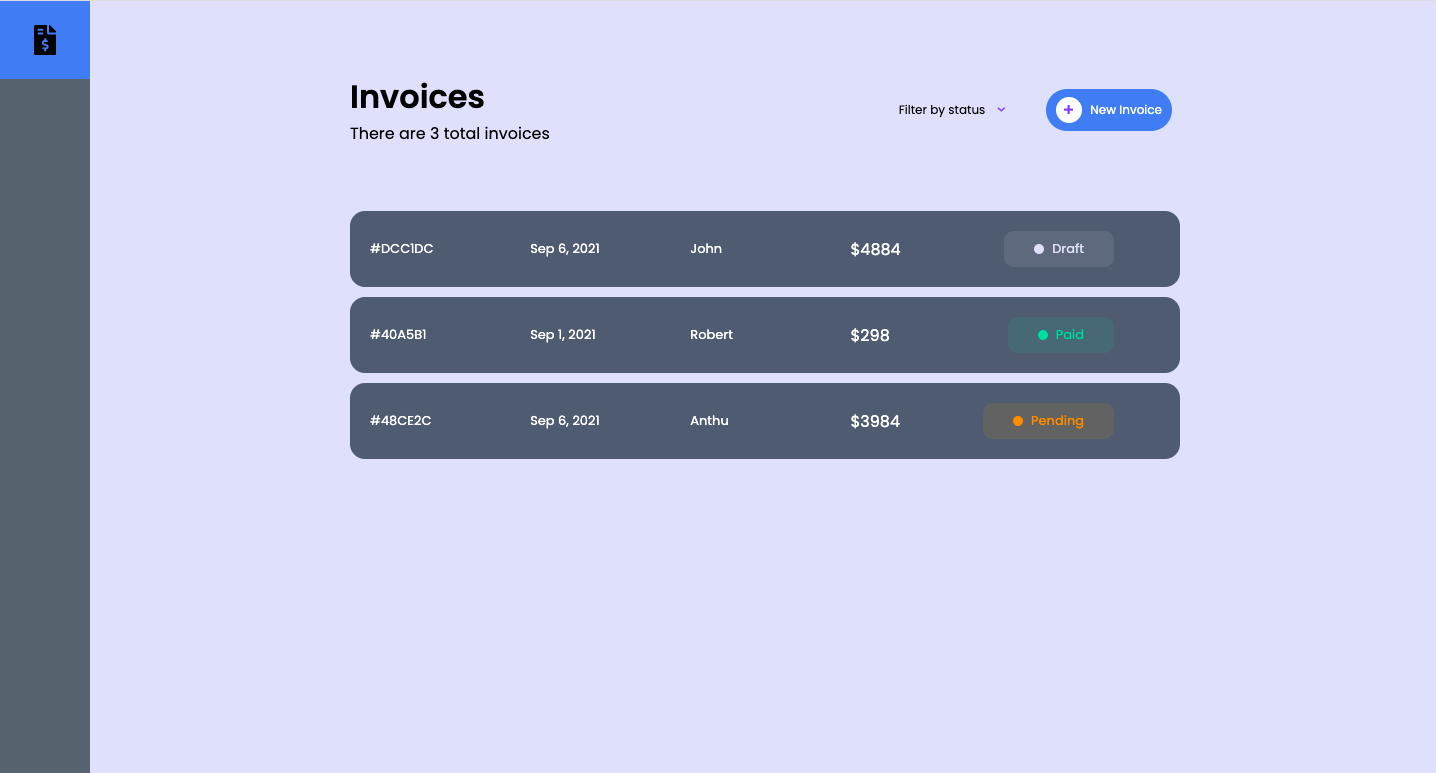 Invoices
There are 3 total invoices
Filter by status
New Invoice
#DCC1DC Sep 6, 2021 John $4884 Draft
#40A5B1 Sep 1, 2021 Robert $298 Paid
#48CE2C Sep 6, 2021 Anthu $3984 Pending